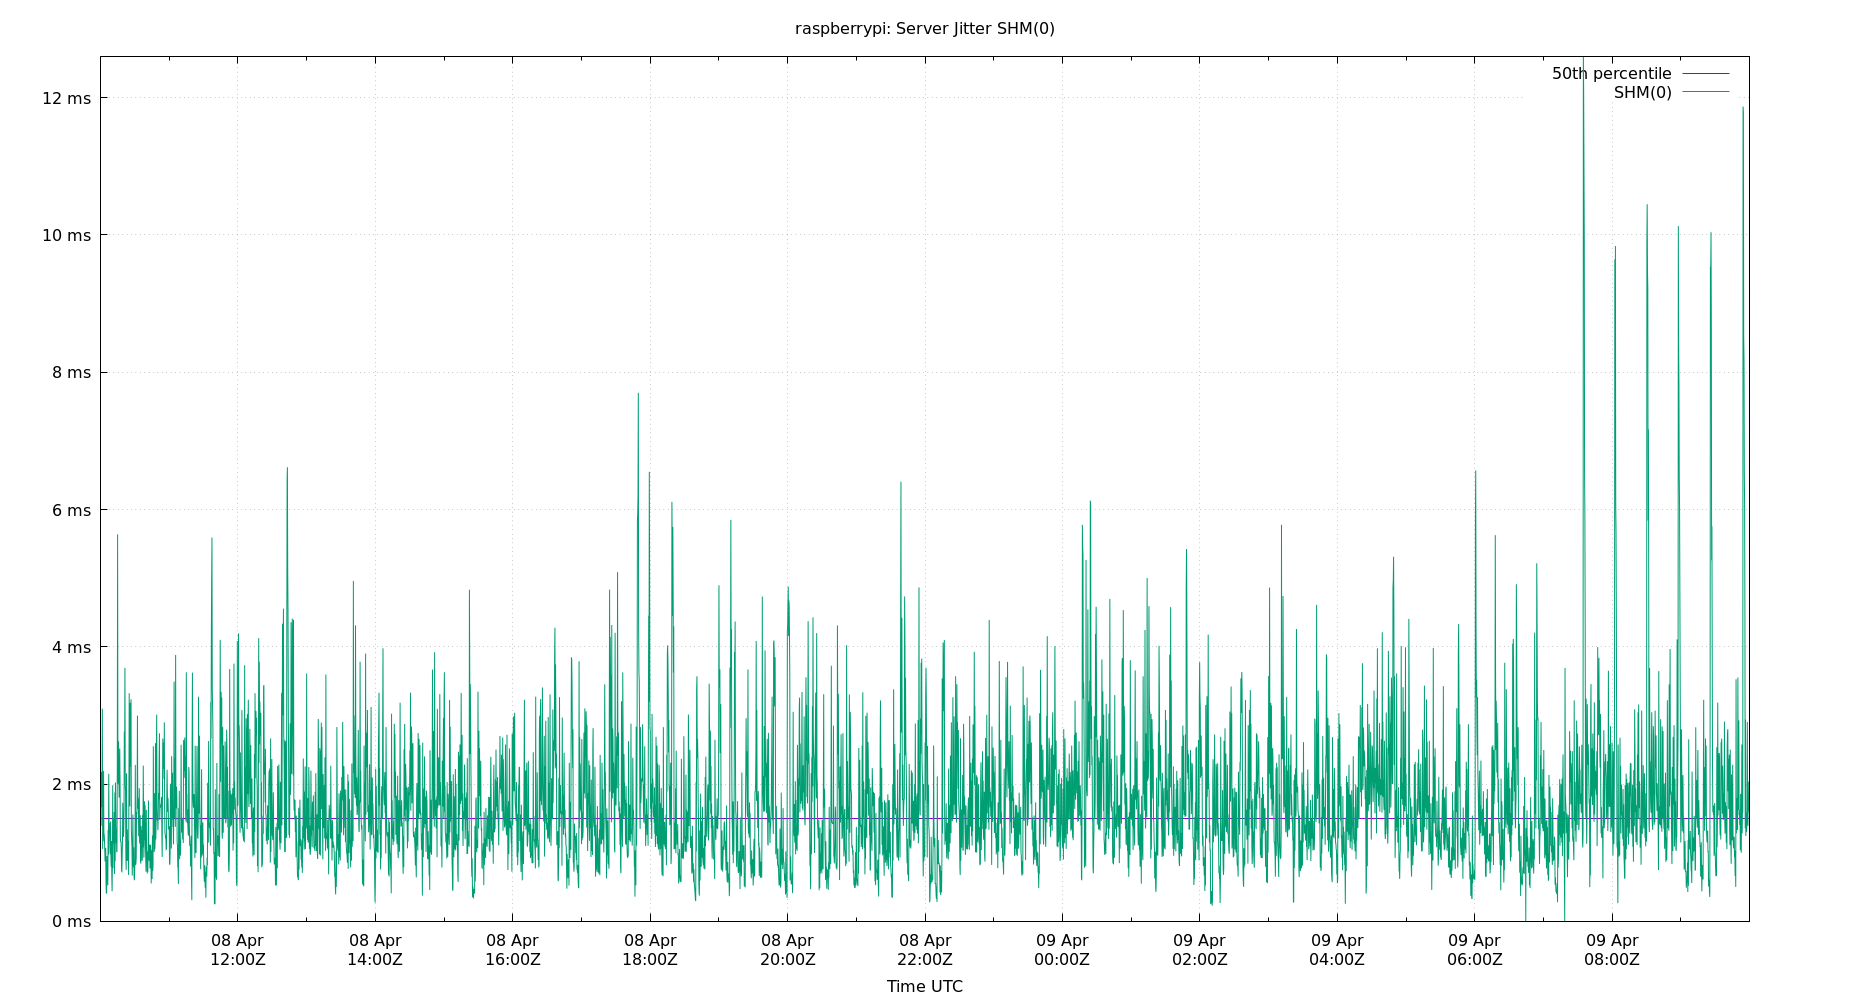 raspberrypi: Server Jitter SHM(0)
50th percentile
SHM(0)
12 ms
10 ms
8 ms
6 ms
4 ms
2 ms
0 ms
08 Apr 08 Apr 08 Apr 08 Apr 08 Apr 08 Apr 09 Apr 09 Apr 09 Apr 09 Apr 09 Apr
12:00Z 14:00Z 16:00Z 18:00Z 20:00Z 22:00Z 00:00Z 02:00Z 04:00Z 06:00Z 08:00Z
Time UTC